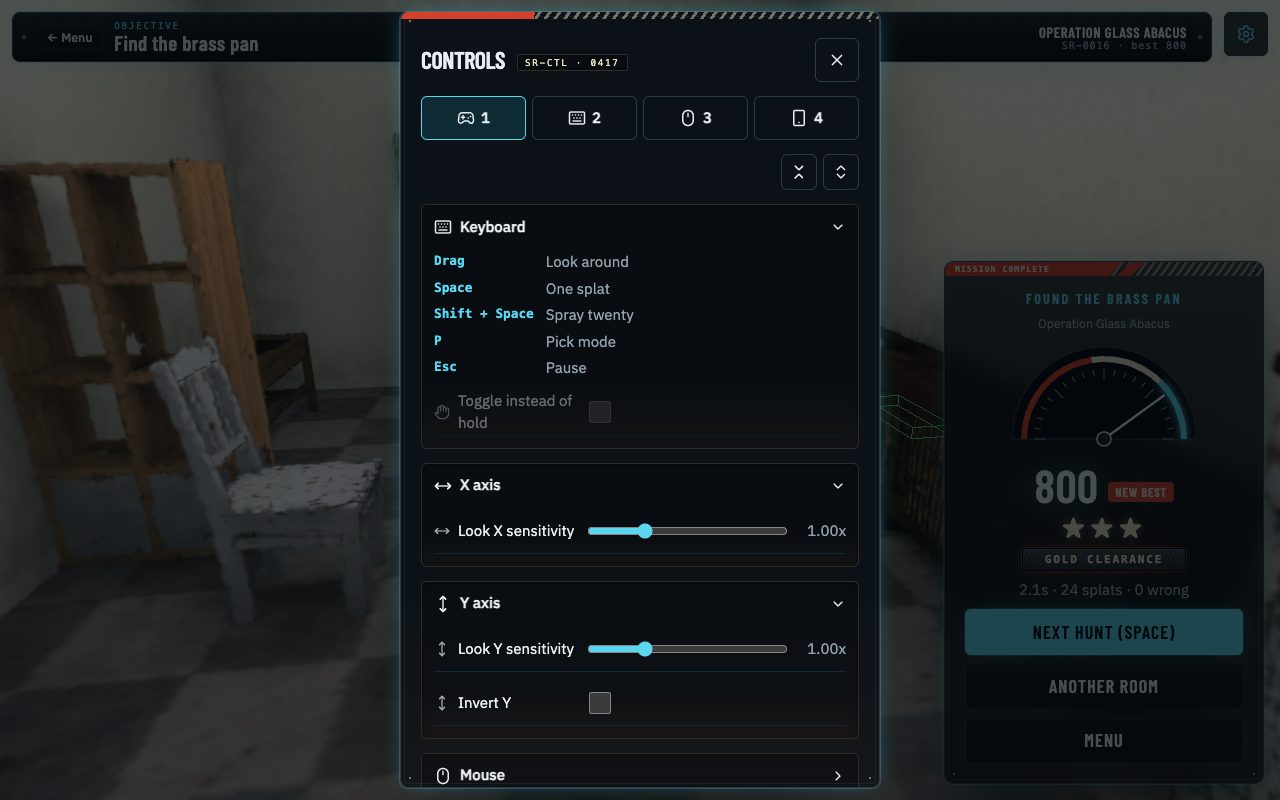 OBJECTIVE
← Menu
Find the brass pan
OPERATION GLASS ABACUS
SR-0016 · best 800
CONTROLS
SR-CTL · 0417
1
2
3
4
Keyboard
Drag Look around
Space One splat
Shift + Space Spray twenty
P Pick mode
Esc Pause
Toggle instead of
hold
X axis
Look X sensitivity 1.00x
Y axis
Look Y sensitivity 1.00x
Invert Y
Mouse
MISSION COMPLETE
FOUND THE BRASS PAN
Operation Glass Abacus
800 NEW BEST
GOLD CLEARANCE
2.1s · 24 splats · 0 wrong
NEXT HUNT (SPACE)
ANOTHER ROOM
MENU